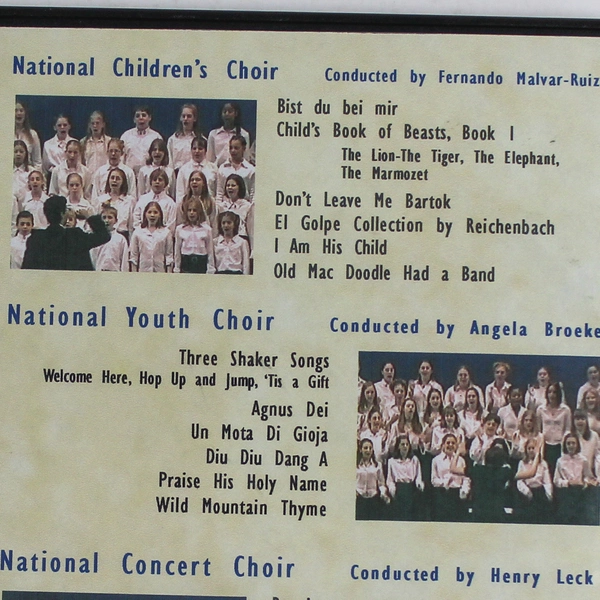 National Children's Choir Conducted by Fernando Malvar-Ruiz
Bist du bei mir
Child's Book of Beasts, Book I
The Lion-The Tiger, The Elephant,
The Marmozet
Don't Leave Me Bartok
El Golpe Collection by Reichenbach
I Am His Child
Old Mac Doodle Had a Band
National Youth Choir Conducted by Angela Broeke
Three Shaker Songs
Welcome Here, Hop Up and Jump, 'Tis a Gift
Agnus Dei
Un Mota Di Gioja
Diu Diu Dang A
Praise His Holy Name
Wild Mountain Thyme
National Concert Choir Conducted by Henry Leck